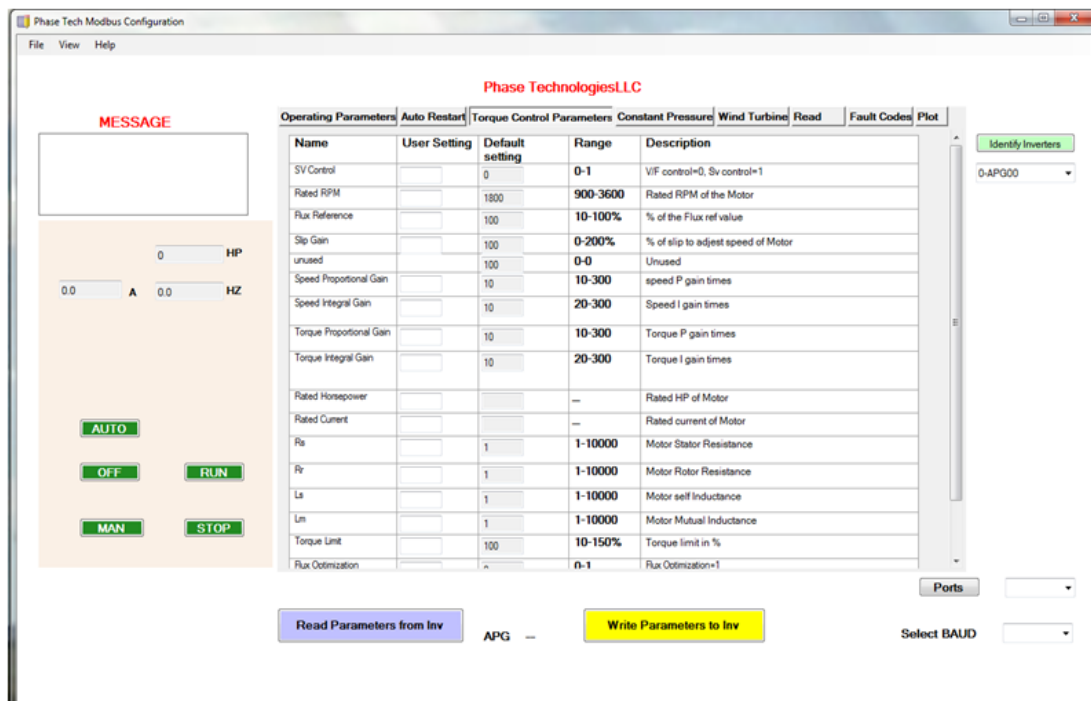 Phase Tech Modbus Configuration
File View Help
Phase TechnologiesLLC
MESSAGE
Operating Parameters Auto Restart Torque Control Parameters Constant Pressure Wind Turbine Read Fault Codes Plot
Name User Setting Default setting Range Description
SV Control 0 0-1 V/F control=0, Sv control=1
Rated RPM 1800 900-3600 Rated RPM of the Motor
Flux Reference 100 10-100% % of the Flux ref value
Slip Gain 100 0-200% % of slip to adjest speed of Motor
unused 100 0-0 Unused
Speed Proportional Gain 10 10-300 speed P gain times
Speed Integral Gain 10 20-300 Speed I gain times
Torque Proportional Gain 10 10-300 Torque P gain times
Torque Integral Gain 10 20-300 Torque I gain times
Rated Horsepower -- Rated HP of Motor
Rated Current -- Rated current of Motor
Rs 1 1-10000 Motor Stator Resistance
Rr 1 1-10000 Motor Rotor Resistance
Ls 1 1-10000 Motor self Inductance
Lm 1 1-10000 Motor Mutual Inductance
Torque Limit 100 10-150% Torque limit in %
Flux Optimization 0 0-1 Flux Optimization=1
Identify Inverters
0-APG00
0 HP
0.0 A 0.0 HZ
AUTO
OFF RUN
MAN STOP
Ports
Read Parameters from Inv APG -- Write Parameters to Inv
Select BAUD